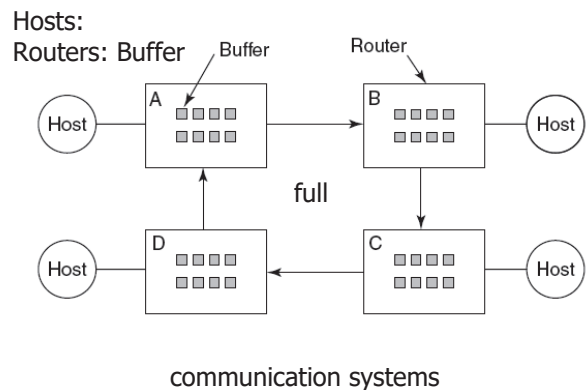 Hosts:
Routers: Buffer
Buffer
Router
A
B
Host
Host
full
D
C
Host
Host
communication systems